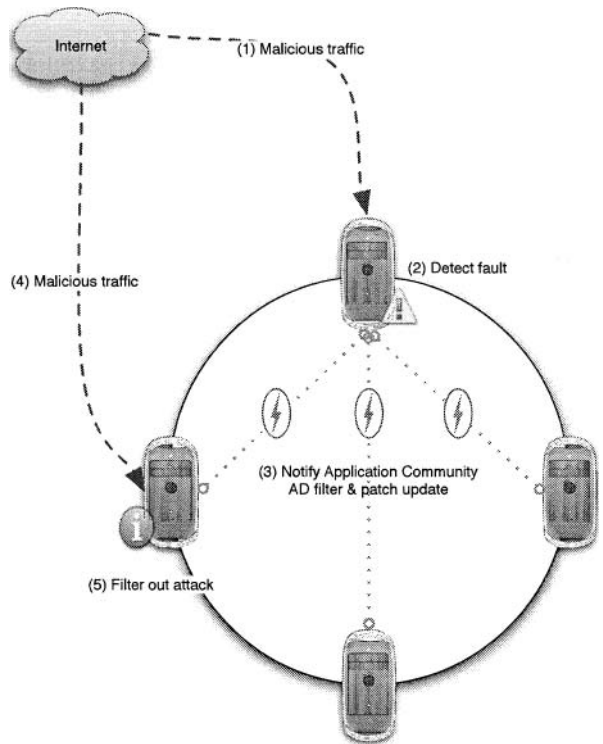 Internet
(1) Malicious traffic
(2) Detect fault
(4) Malicious traffic
(3) Notify Application Community
AD filter & patch update
i
(5) Filter out attack